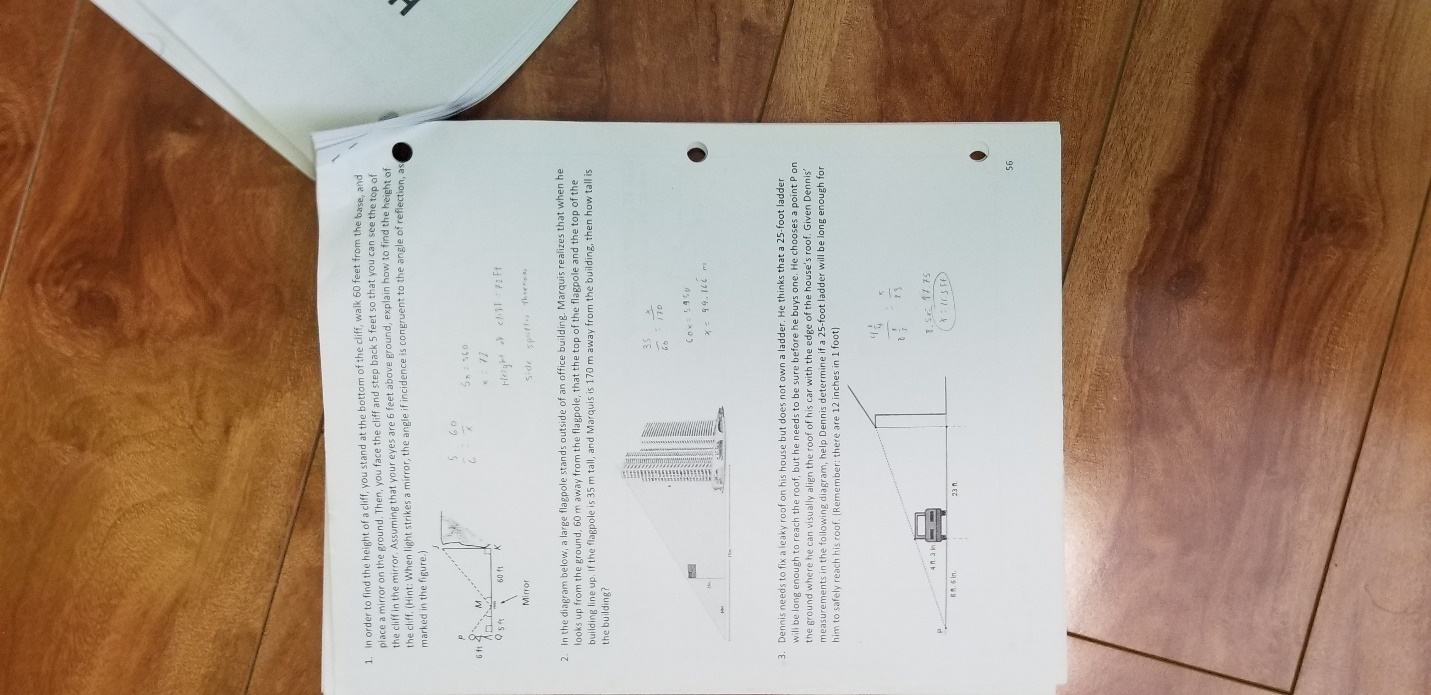 H
1. In order to find the height of a cliff, you stand at the bottom of the cliff, walk 60 feet from the base, and
place a mirror on the ground. Then, you face the cliff and step back 5 feet so that you can see the top of
the cliff in the mirror. Assuming that your eyes are 6 feet above ground, explain how to find the height of
the cliff. (Hint: When light strikes a mirror, the angle if incidence is congruent to the angle of reflection, as
marked in the figure.)
P
J
6 ft
M
K
O 5 ft
60 ft
Mirror
5 60
6 = x
x = 72
Height of cliff = 72 ft
2. In the diagram below, a large flagpole stands outside of an office building. Marquis realizes that when he
looks up from the ground, 60 m away from the flagpole, that the top of the flagpole and the top of the
building line up. If the flagpole is 35 m tall, and Marquis is 170 m away from the building, then how tall is
the building?
35 x
60 = 170
60x = 5950
x = 99.166 m
3. Dennis needs to fix a leaky roof on his house but does not own a ladder. He thinks that a 25-foot ladder
will be long enough to reach the roof, but he needs to be sure before he buys one. He chooses a point P on
the ground where he can visually align the roof of his car with the edge of the house's roof. Given Dennis'
measurements in the following diagram, help Dennis determine if a 25-foot ladder will be long enough for
him to safely reach his roof. (Remember: there are 12 inches in 1 foot)
P
4 ft. 3 in
8 ft. 6 in.
23 ft
56